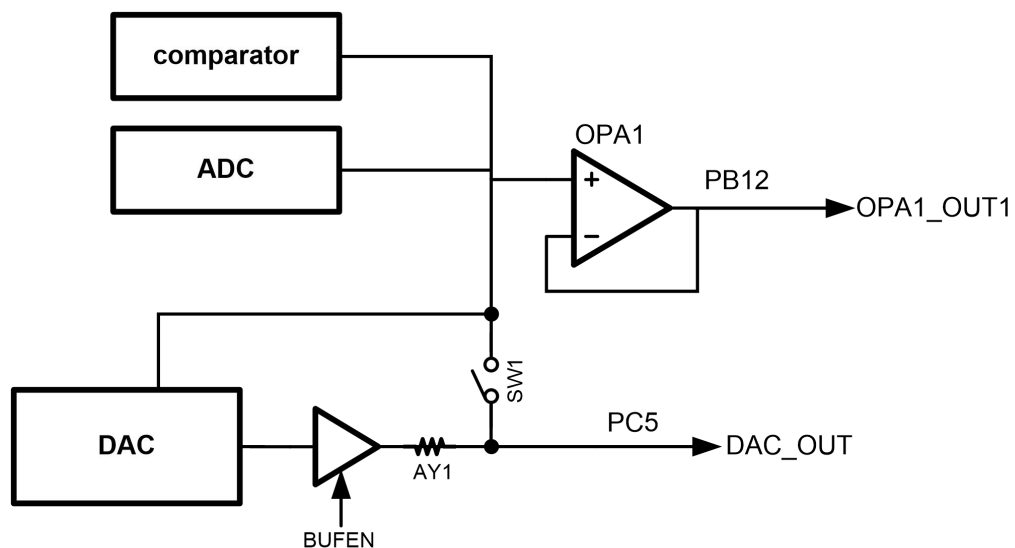 comparator
OPA1
ADC
+
PB12
OPA1_OUT1
−
SW1
PC5
DAC
DAC_OUT
AY1
BUFEN